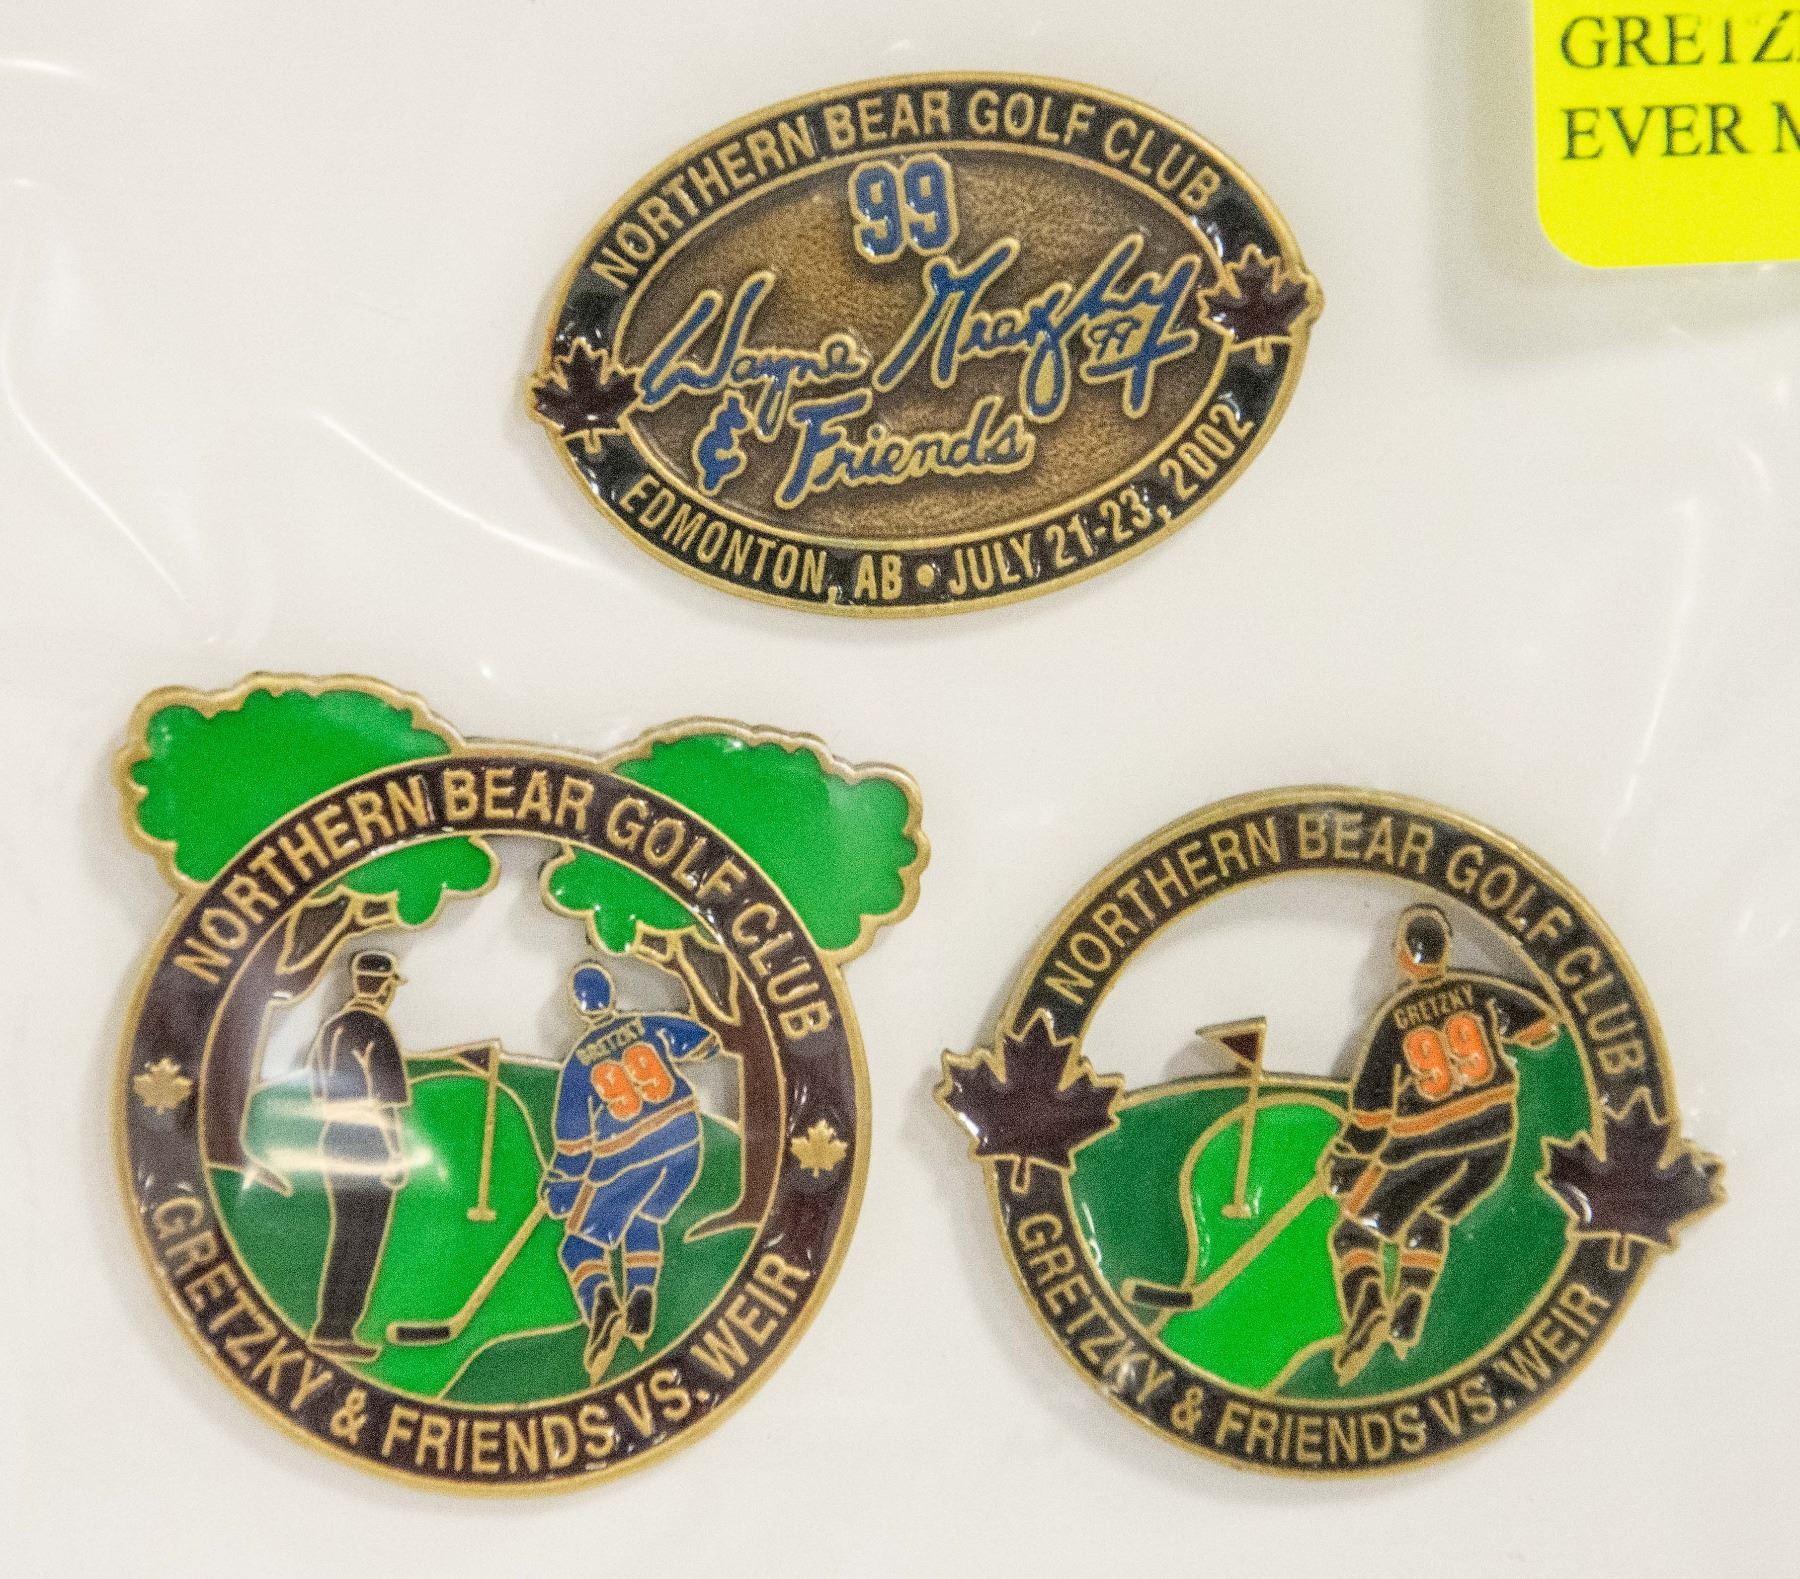 GRETZ
EVER
NORTHERN BEAR GOLF CLUB
99
Wayne Gretzky 99
& Friends
EDMONTON, AB • JULY 21-23, 2002
NORTHERN BEAR GOLF CLUB
GRETZKY
99
GRETZKY & FRIENDS VS. WEIR
NORTHERN BEAR GOLF CLUB
GRETZKY
99
GRETZKY & FRIENDS VS. WEIR